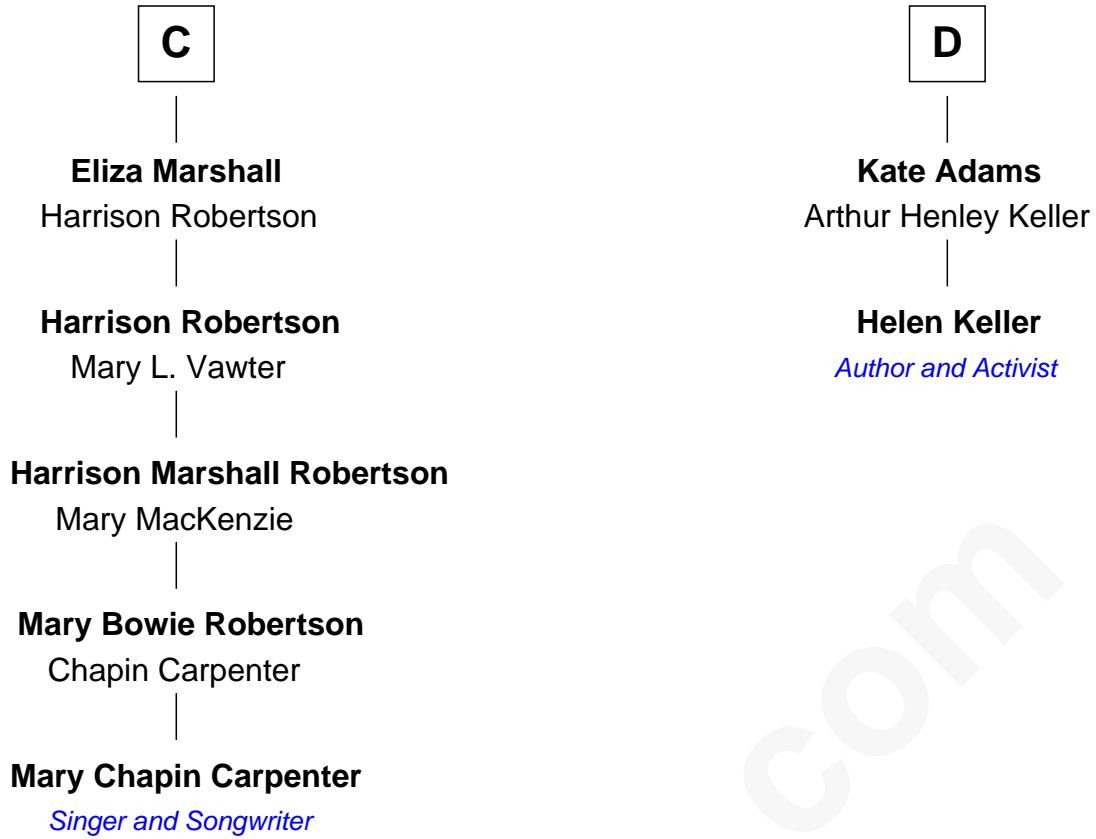 C
Eliza Marshall
Harrison Robertson
Harrison Robertson
Mary L. Vawter
Harrison Marshall Robertson
Mary MacKenzie
Mary Bowie Robertson
Chapin Carpenter
Mary Chapin Carpenter
Singer and Songwriter
D
Kate Adams
Arthur Henley Keller
Helen Keller
Author and Activist
com